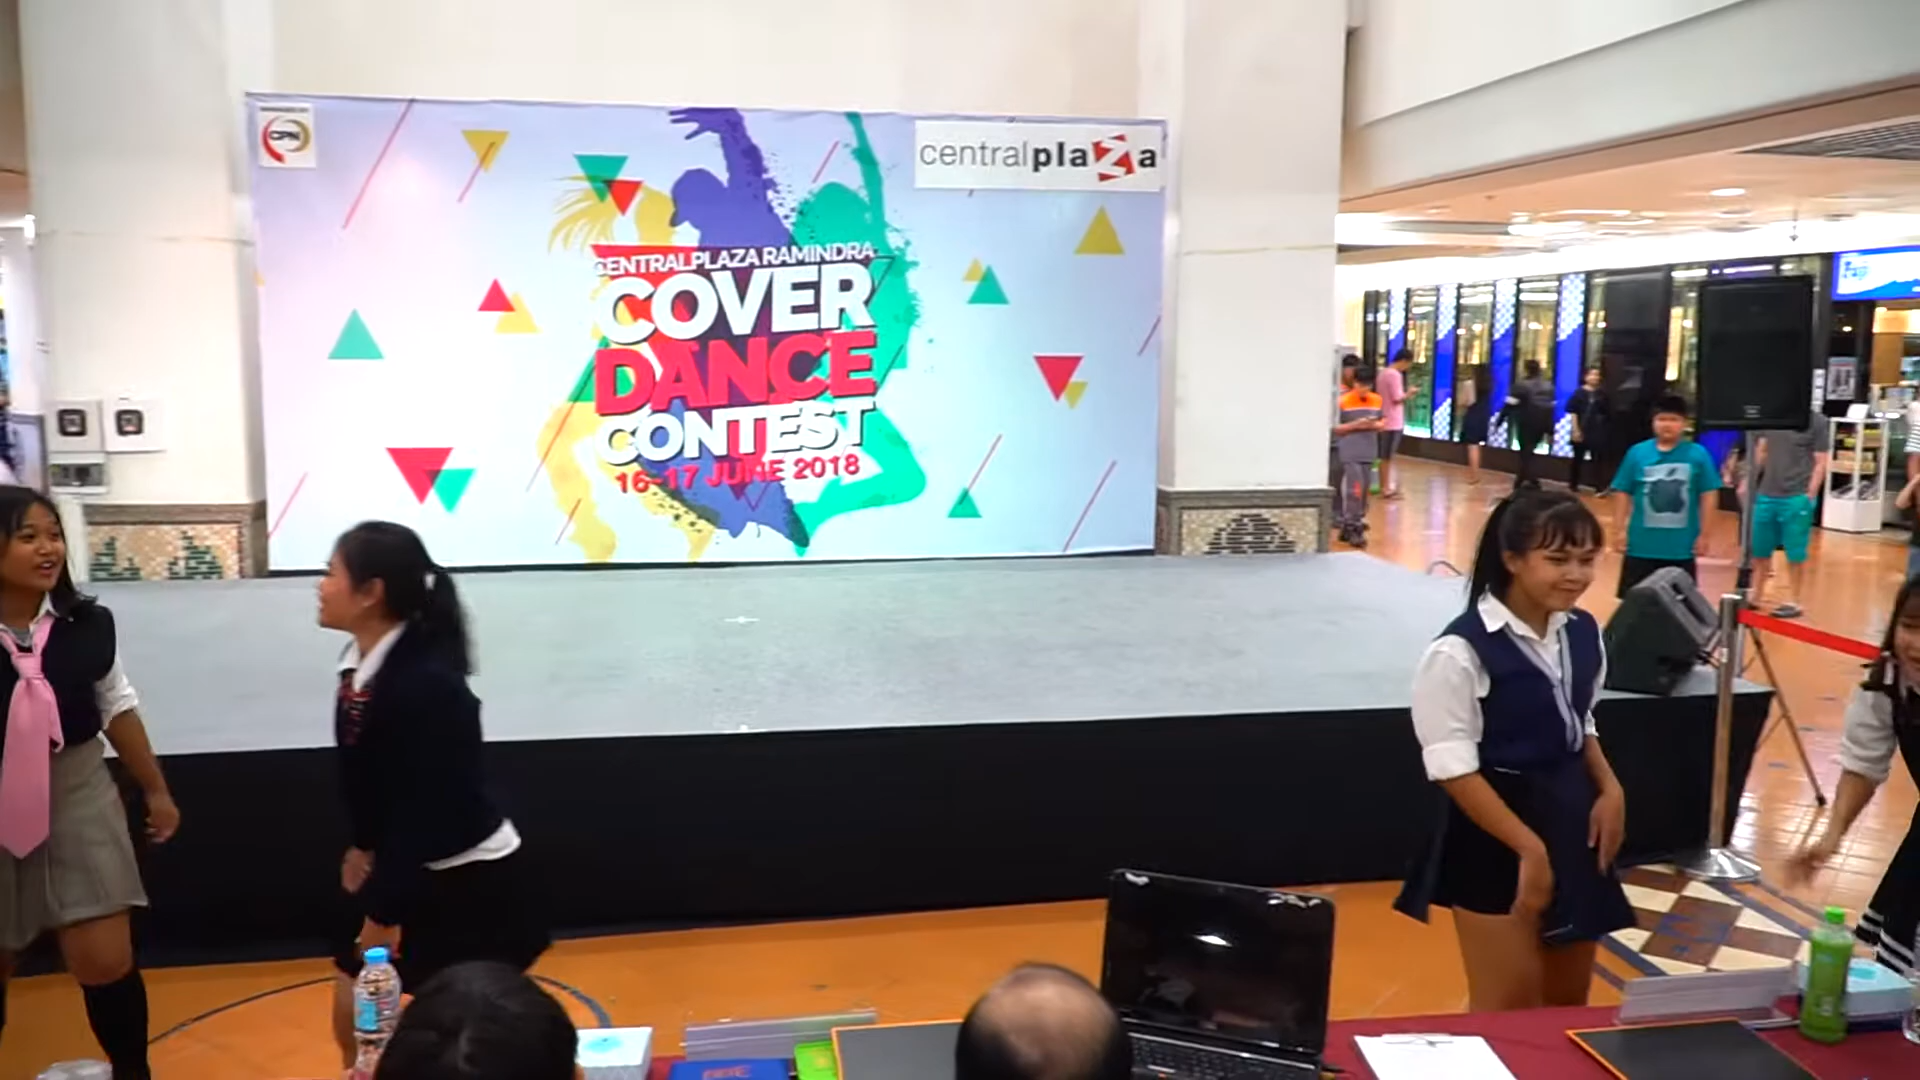 CPN
centralplaza
CENTRALPLAZA RAMINDRA
COVER
DANCE
CONTEST
16-17 JUNE 2018